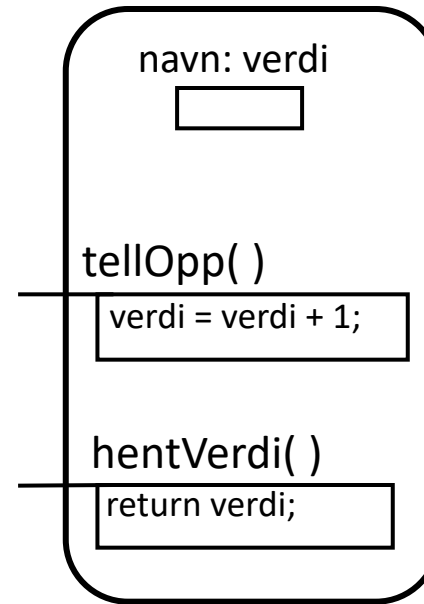 navn: verdi
tellOpp( )
verdi = verdi + 1;
hentVerdi( )
return verdi;